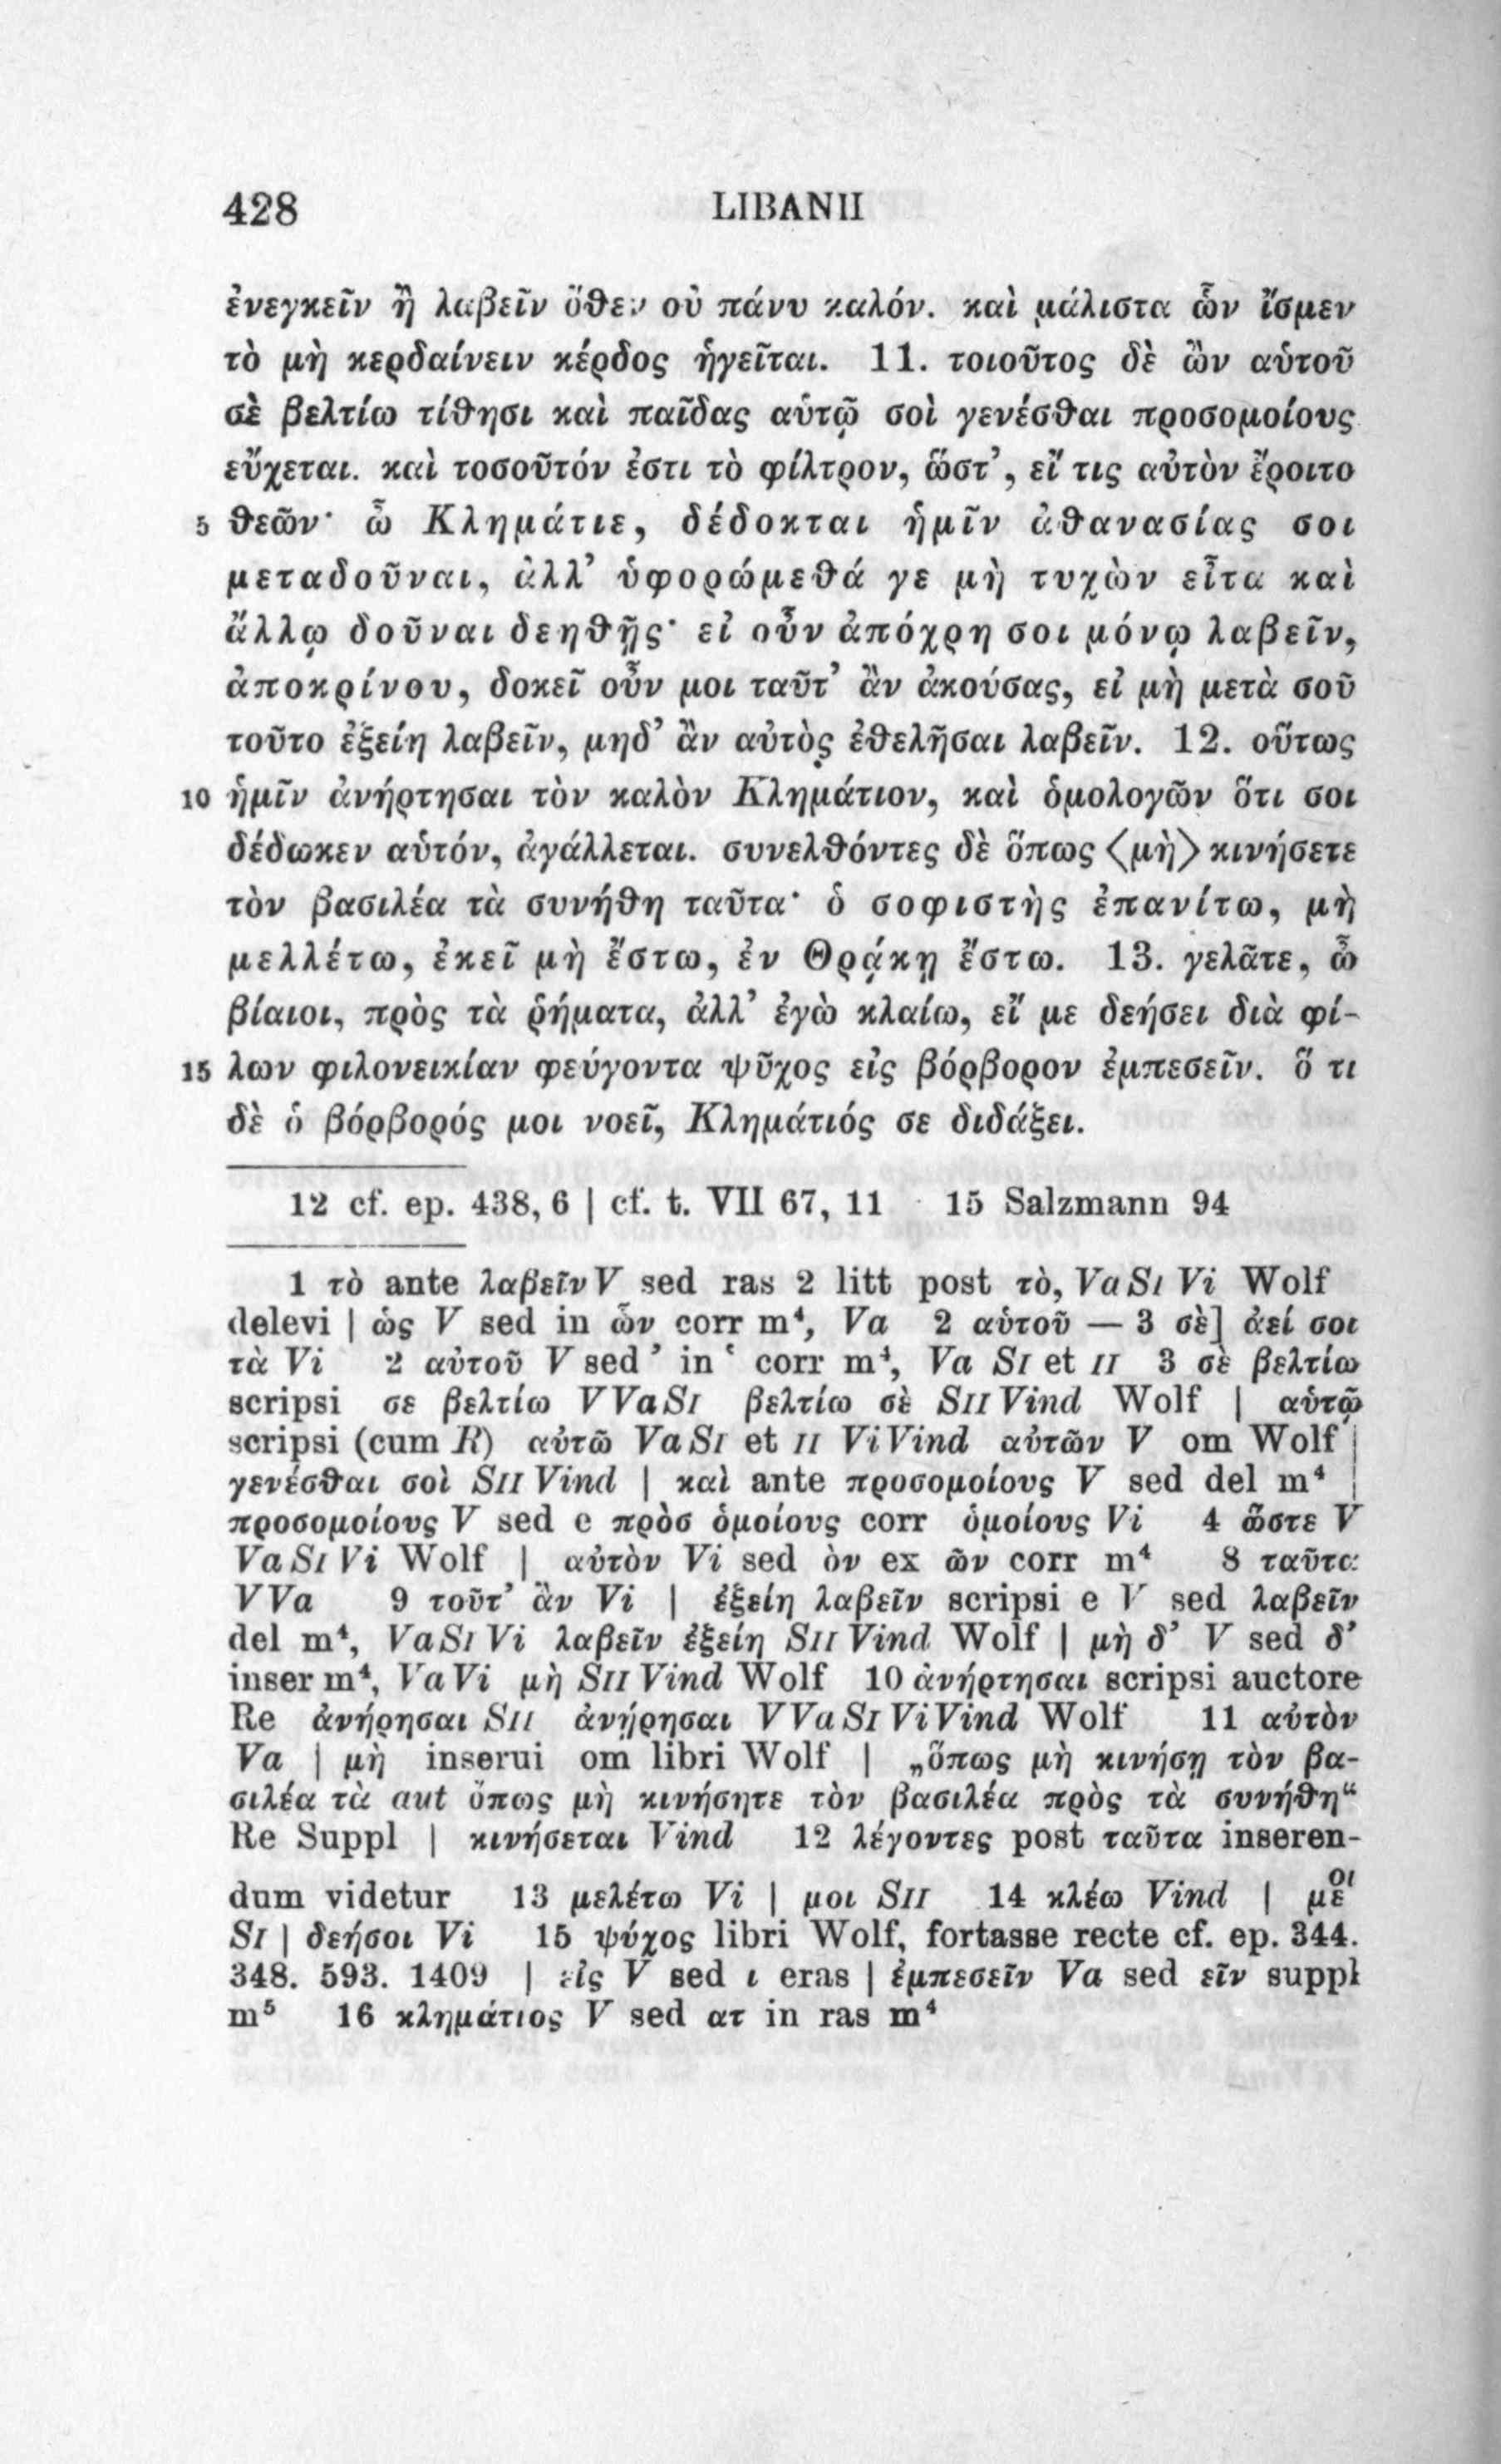 428 LIBANII
ἐνεγκεῖν ἢ λαβεῖν ὅθεν οὐ πάνυ καλόν. καὶ μάλιστα ὧν ἴσμεν
τὸ μὴ κερδαίνειν κέρδος ἡγεῖται. 11. τοιοῦτος δὲ ὢν αὑτοῦ
σὲ βελτίω τίθησι καὶ παῖδας αὑτῷ σοὶ γενέσθαι προσομοίους
εὔχεται. καὶ τοσοῦτόν ἐστι τὸ φίλτρον, ὥστ’, εἴ τις αὐτὸν ἔροιτο
5 θεῶν· ὦ Κλημάτιε, δέδοκται ἡμῖν ἀθανασίας σοι
μεταδοῦναι, ἀλλ’ ὑφορώμεθά γε μὴ τυχὼν εἶτα καὶ
ἄλλῳ δοῦναι δεηθῇς· εἰ οὖν ἀπόχρη σοι μόνῳ λαβεῖν,
ἀποκρίνου, δοκεῖ οὖν μοι ταῦτ’ ἂν ἀκούσας, εἰ μὴ μετὰ σοῦ
τοῦτο ἐξείη λαβεῖν, μηδ’ ἂν αὐτὸς ἐθελῆσαι λαβεῖν. 12. οὕτως
10 ἡμῖν ἀνήρτησαι τὸν καλὸν Κλημάτιον, καὶ ὁμολογῶν ὅτι σοι
δέδωκεν αὑτόν, ἀγάλλεται. συνελθόντες δὲ ὅπως ⟨μὴ⟩ κινήσετε
τὸν βασιλέα τὰ συνήθη ταῦτα· ὁ σοφιστὴς ἐπανίτω, μὴ
μελλέτω, ἐκεῖ μὴ ἔστω, ἐν Θρᾴκῃ ἔστω. 13. γελᾶτε, ὦ
βίαιοι, πρὸς τὰ ῥήματα, ἀλλ’ ἐγὼ κλαίω, εἴ με δεήσει διὰ φί-
15 λων φιλονεικίαν φεύγοντα ψῦχος εἰς βόρβορον ἐμπεσεῖν. ὅ τι
δὲ ὁ βόρβορός μοι νοεῖ, Κλημάτιός σε διδάξει.
12 cf. ep. 438, 6 | cf. t. VII 67, 11 15 Salzmann 94
1 τὸ ante λαβεῖν V sed ras 2 litt post τὸ, Va SI Vi Wolf
delevi | ὡς V sed in ὧν corr m⁴, Va 2 αὑτοῦ — 3 σὲ] ἀεί σοι
τὰ Vi 2 αὐτοῦ V sed ’ in ‘ corr m⁴, Va SI et II 3 σὲ βελτίω
scripsi σε βελτίω V Va SI βελτίω σὲ SII Vind Wolf | αὑτῷ
scripsi (cum R) αὐτῶ Va SI et II Vi Vind αὐτῶν V om Wolf |
γενέσθαι σοὶ SII Vind | καὶ ante προσομοίους V sed del m⁴ |
προσομοίους V sed e πρὸσ ὁμοίους corr ὁμοίους Vi 4 ὥστε V
Va SI Vi Wolf | αὐτὸν Vi sed ὸν ex ῶν corr m⁴ 8 ταῦτα
V Va 9 τοῦτ’ ἂν Vi | ἐξείη λαβεῖν scripsi e V sed λαβεῖν
del m⁴, Va SI Vi λαβεῖν ἐξείη SII Vind Wolf | μὴ δ’ V sed δ’
inser m⁴, Va Vi μὴ SII Vind Wolf 10 ἀνήρτησαι scripsi auctore
Re ἀνήρησαι SII ἀνῄρησαι V Va SI Vi Vind Wolf 11 αὐτὸν
Va | μὴ inserui om libri Wolf | „ὅπως μὴ κινήσῃ τὸν βα-
σιλέα τὰ aut ὅπως μὴ κινήσητε τὸν βασιλέα πρὸς τὰ συνήθη“
Re Suppl | κινήσεται Vind 12 λέγοντες post ταῦτα inseren-
dum videtur 13 μελέτω Vi | μοι SII 14 κλέω Vind | μὲοι
SI | δεήσοι Vi 15 ψύχος libri Wolf, fortasse recte cf. ep. 344.
348. 593. 1409 | εἰς V sed ι eras | ἐμπεσεῖν Va sed εῖν suppl
m⁵ 16 κλημάτιος V sed ατ in ras m⁴